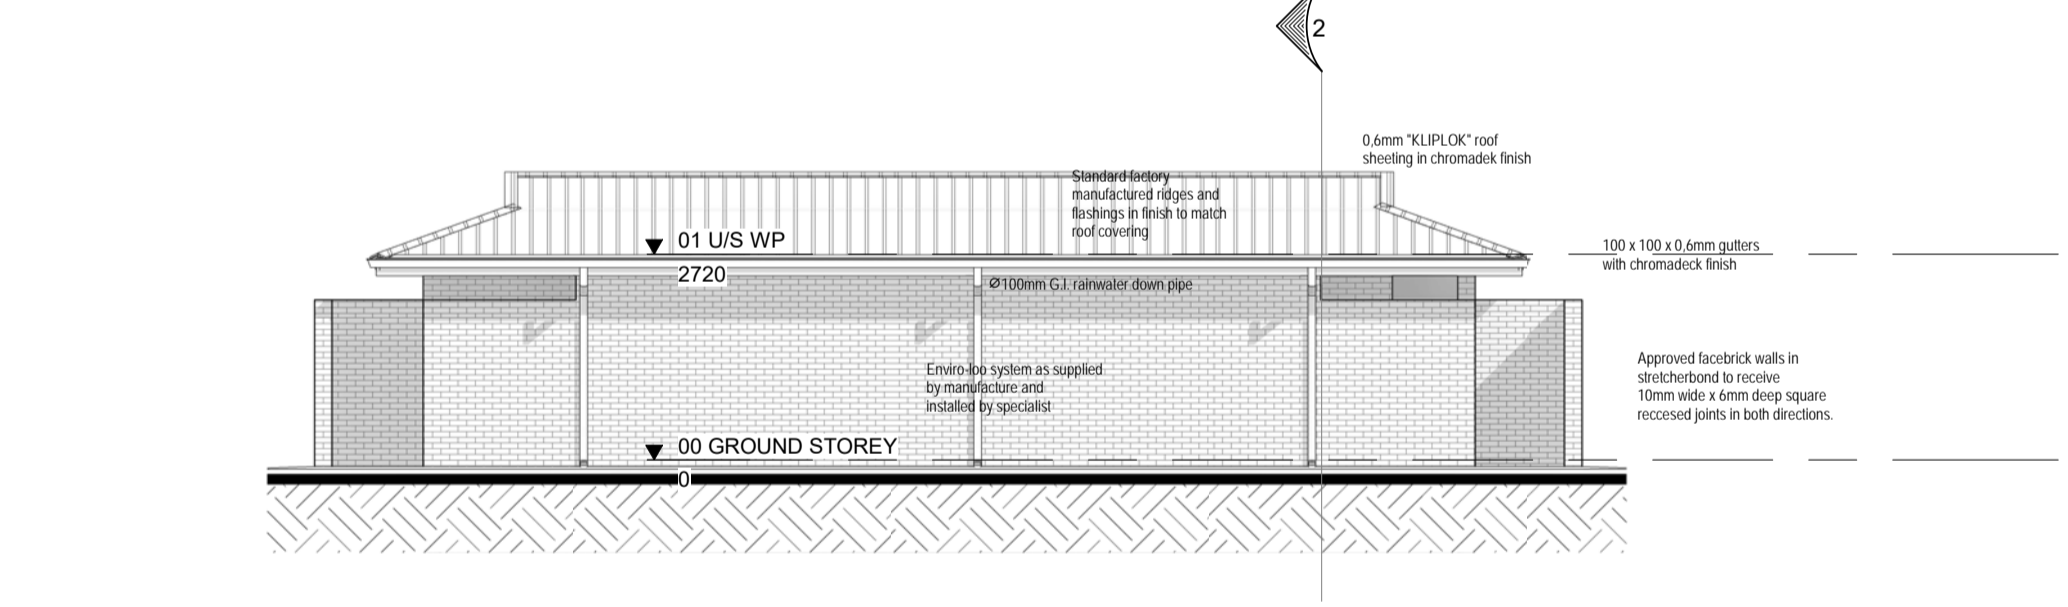 2
0,6mm "KLIPLOK" roof
sheeting in chromadek finish
Standard factory
manufactured ridges and
flashings in finish to match
roof covering
01 U/S WP
2720
100 x 100 x 0,6mm gutters
with chromadeck finish
Ø100mm G.I. rainwater down pipe
Enviro-loo system as supplied
by manufacture and
installed by specialist
Approved facebrick walls in
stretcherbond to receive
10mm wide x 6mm deep square
reccesed joints in both directions.
00 GROUND STOREY
0